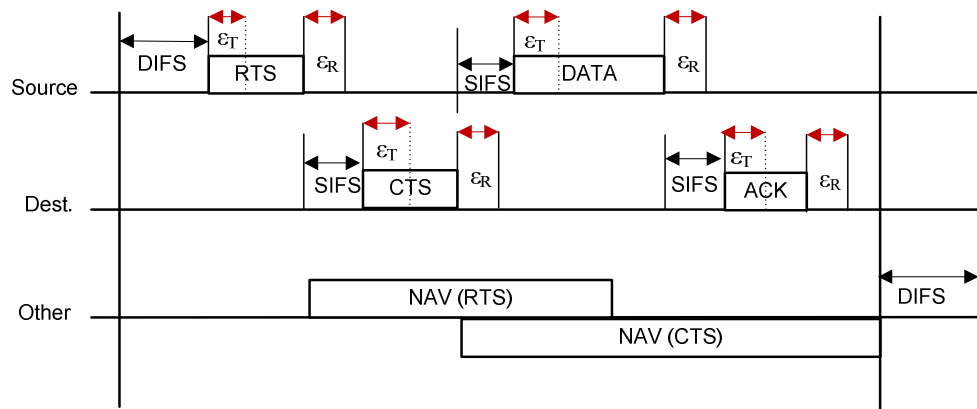 DIFS
εT
RTS
εR
SIFS
εT
DATA
εR
Source
SIFS
εT
CTS
εR
SIFS
εT
ACK
εR
Dest.
NAV (RTS)
DIFS
Other
NAV (CTS)